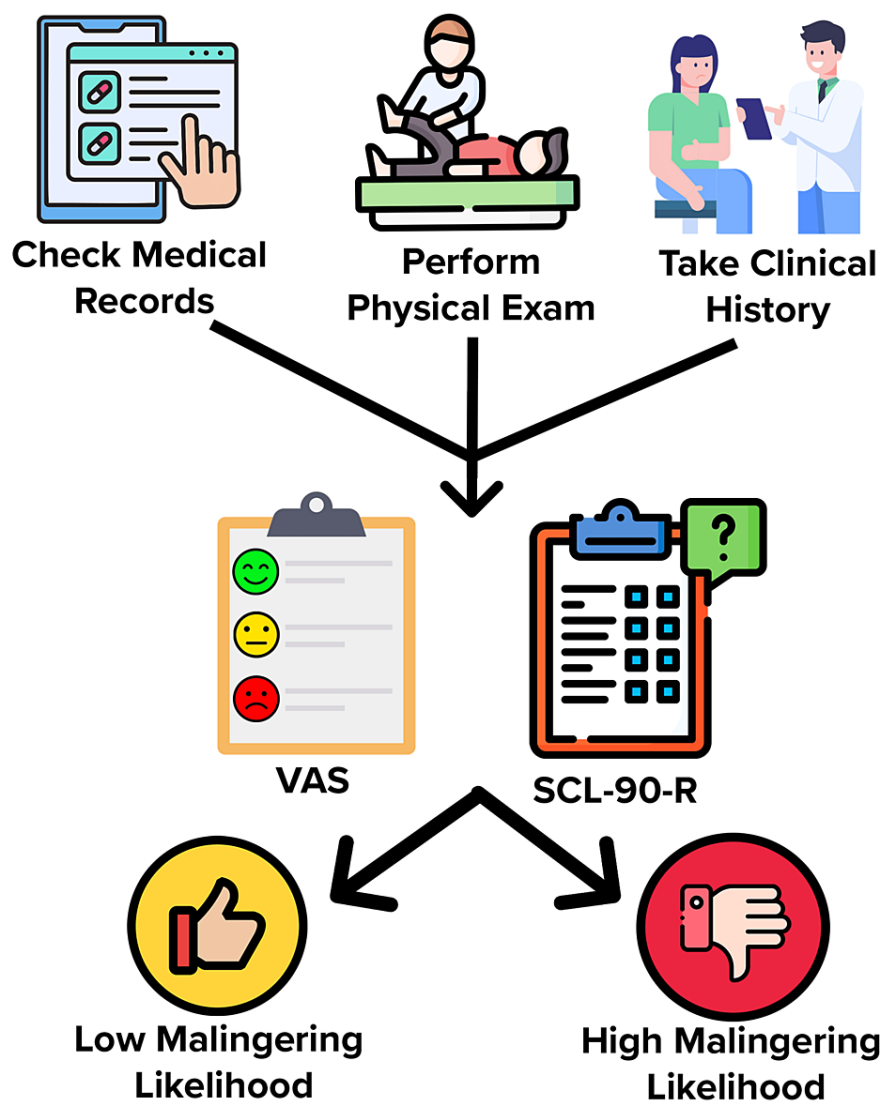 Check Medical
Records
Perform
Physical Exam
Take Clinical
History
?
VAS
SCL-90-R
Low Malingering
Likelihood
High Malingering
Likelihood